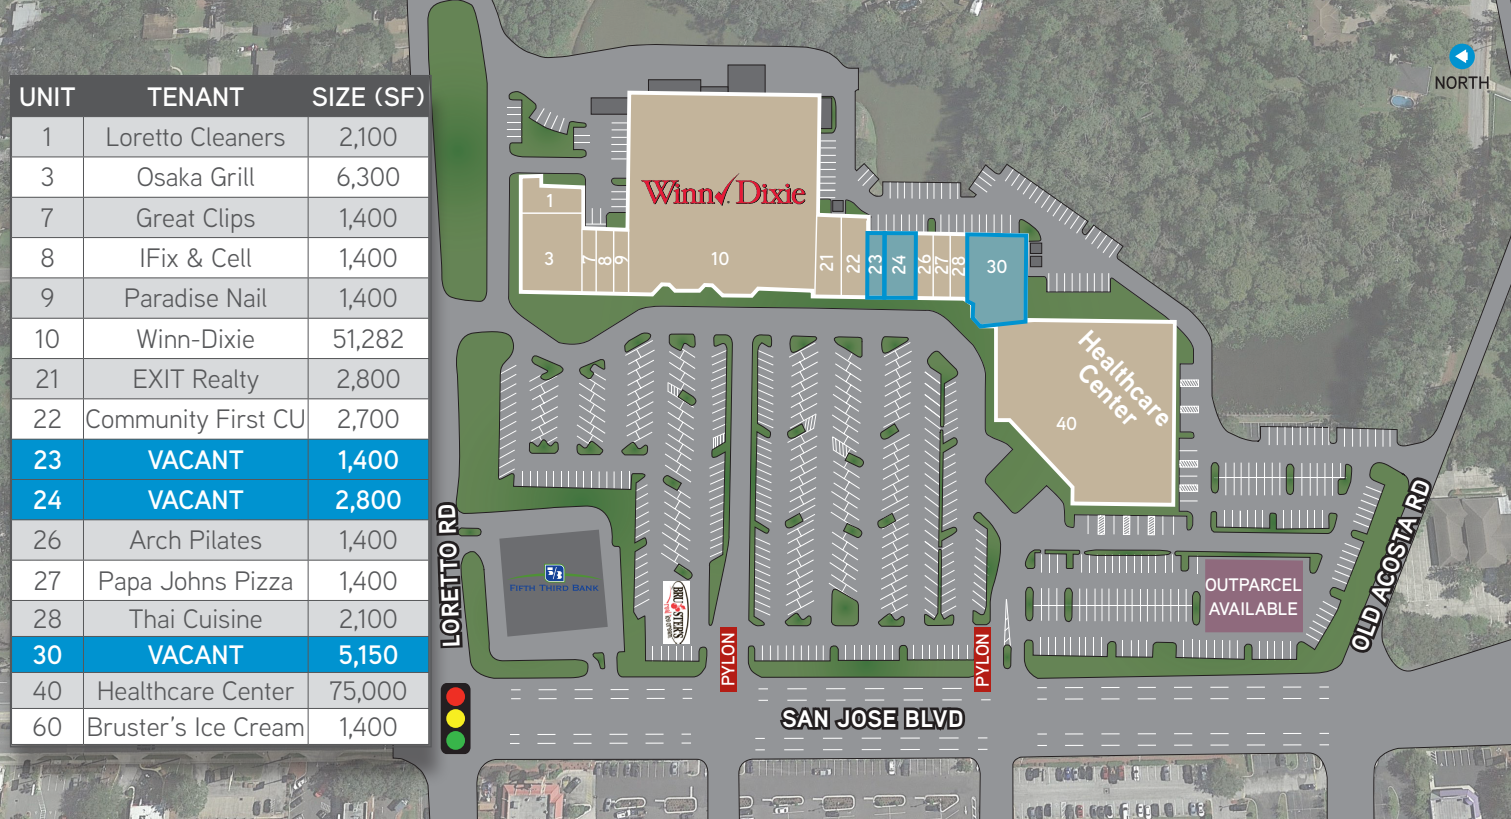 UNIT TENANT SIZE (SF)
1 Loretto Cleaners 2,100
3 Osaka Grill 6,300
7 Great Clips 1,400
8 IFix & Cell 1,400
9 Paradise Nail 1,400
10 Winn-Dixie 51,282
21 EXIT Realty 2,800
22 Community First CU 2,700
23 VACANT 1,400
24 VACANT 2,800
26 Arch Pilates 1,400
27 Papa Johns Pizza 1,400
28 Thai Cuisine 2,100
30 VACANT 5,150
40 Healthcare Center 75,000
60 Bruster's Ice Cream 1,400
NORTH
Winn Dixie
1
3
7
8
9
10
21
22
23
24
26
27
28
30
Healthcare
Center
40
LORETTO RD
FIFTH THIRD BANK
BRUSTER'S
PYLON
PYLON
OUTPARCEL
AVAILABLE
OLD ACOSTA RD
SAN JOSE BLVD